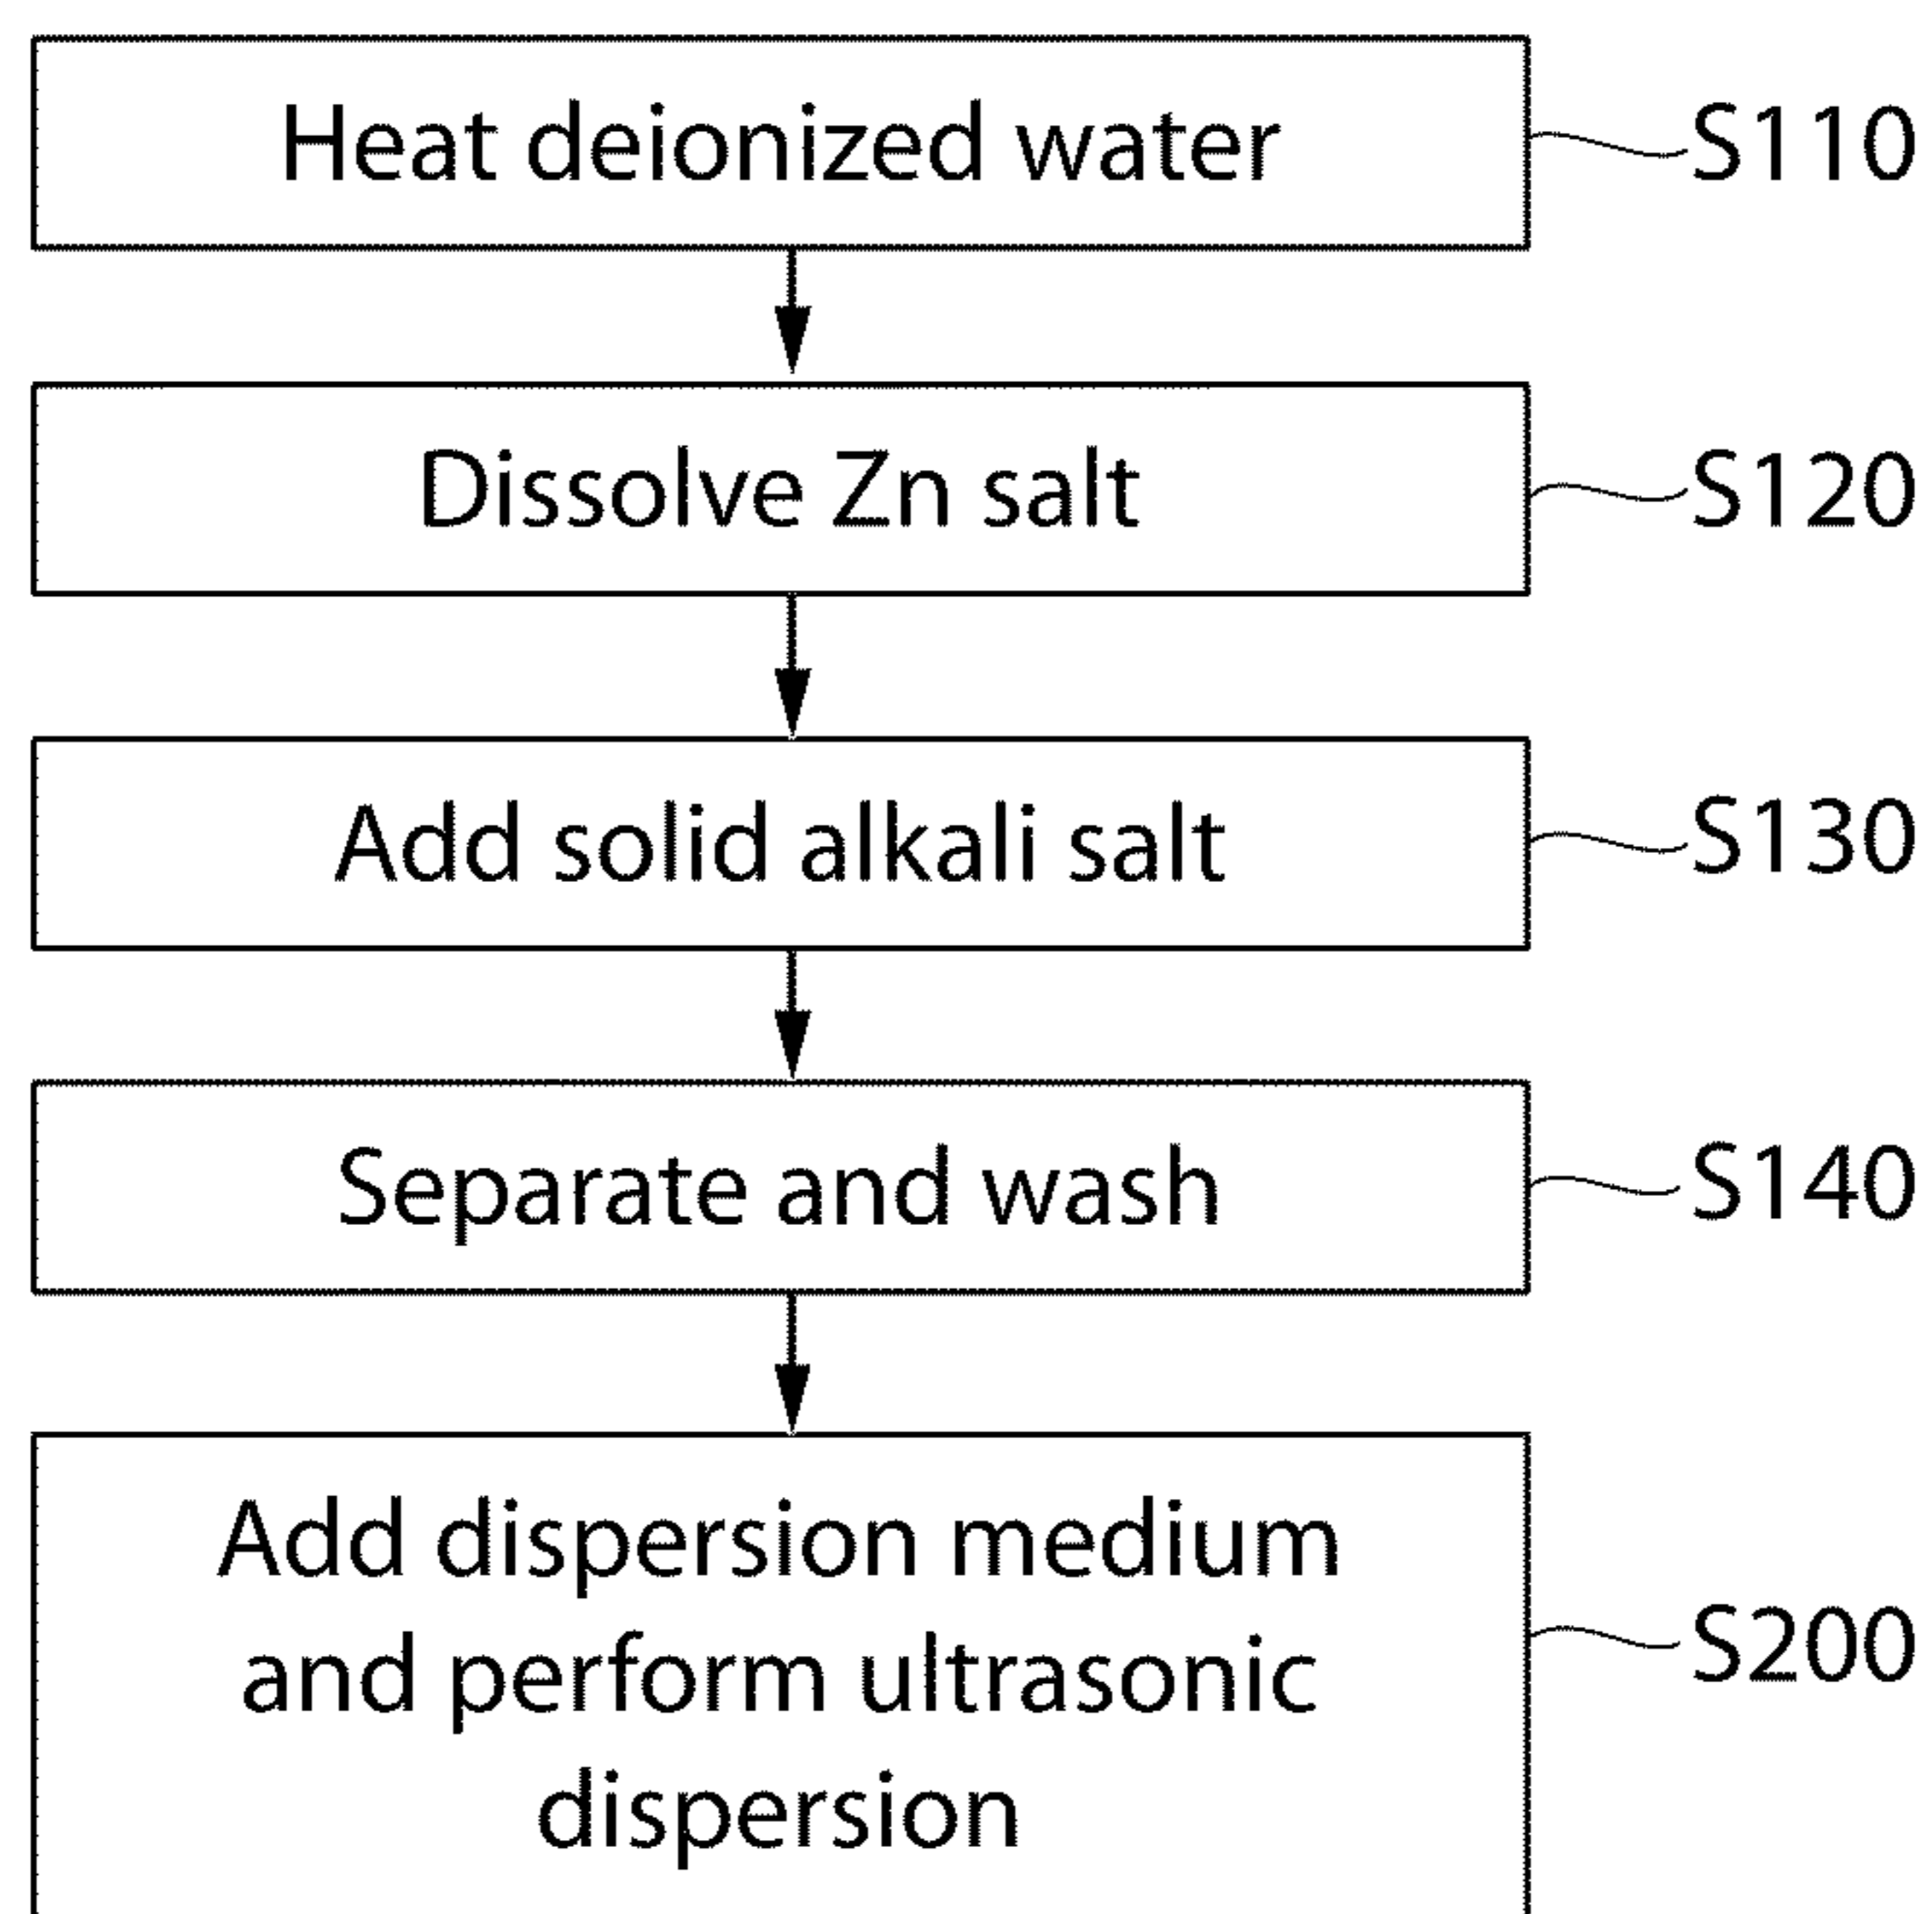 Heat deionized water
S110
Dissolve Zn salt
S120
Add solid alkali salt
S130
Separate and wash
S140
Add dispersion medium
and perform ultrasonic
dispersion
S200